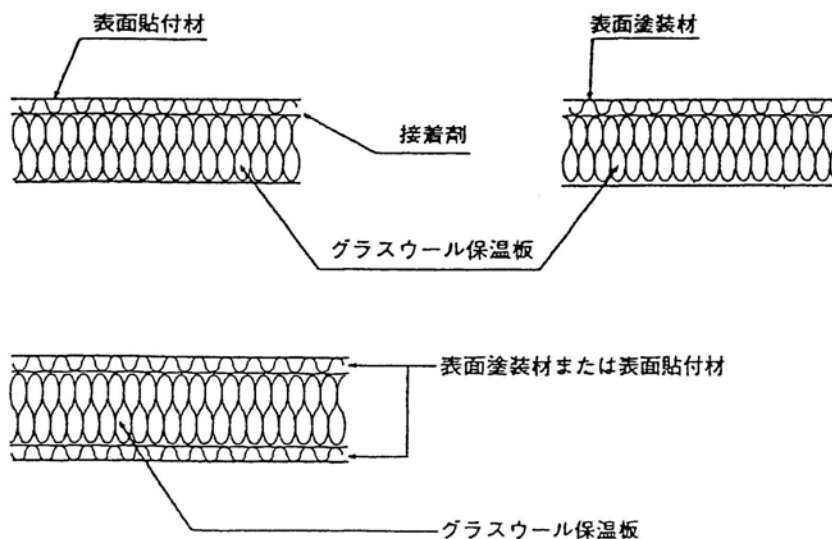 表面貼付材
表面塗装材
接着剤
グラスウール保温板
表面塗装材または表面貼付材
グラスウール保温板